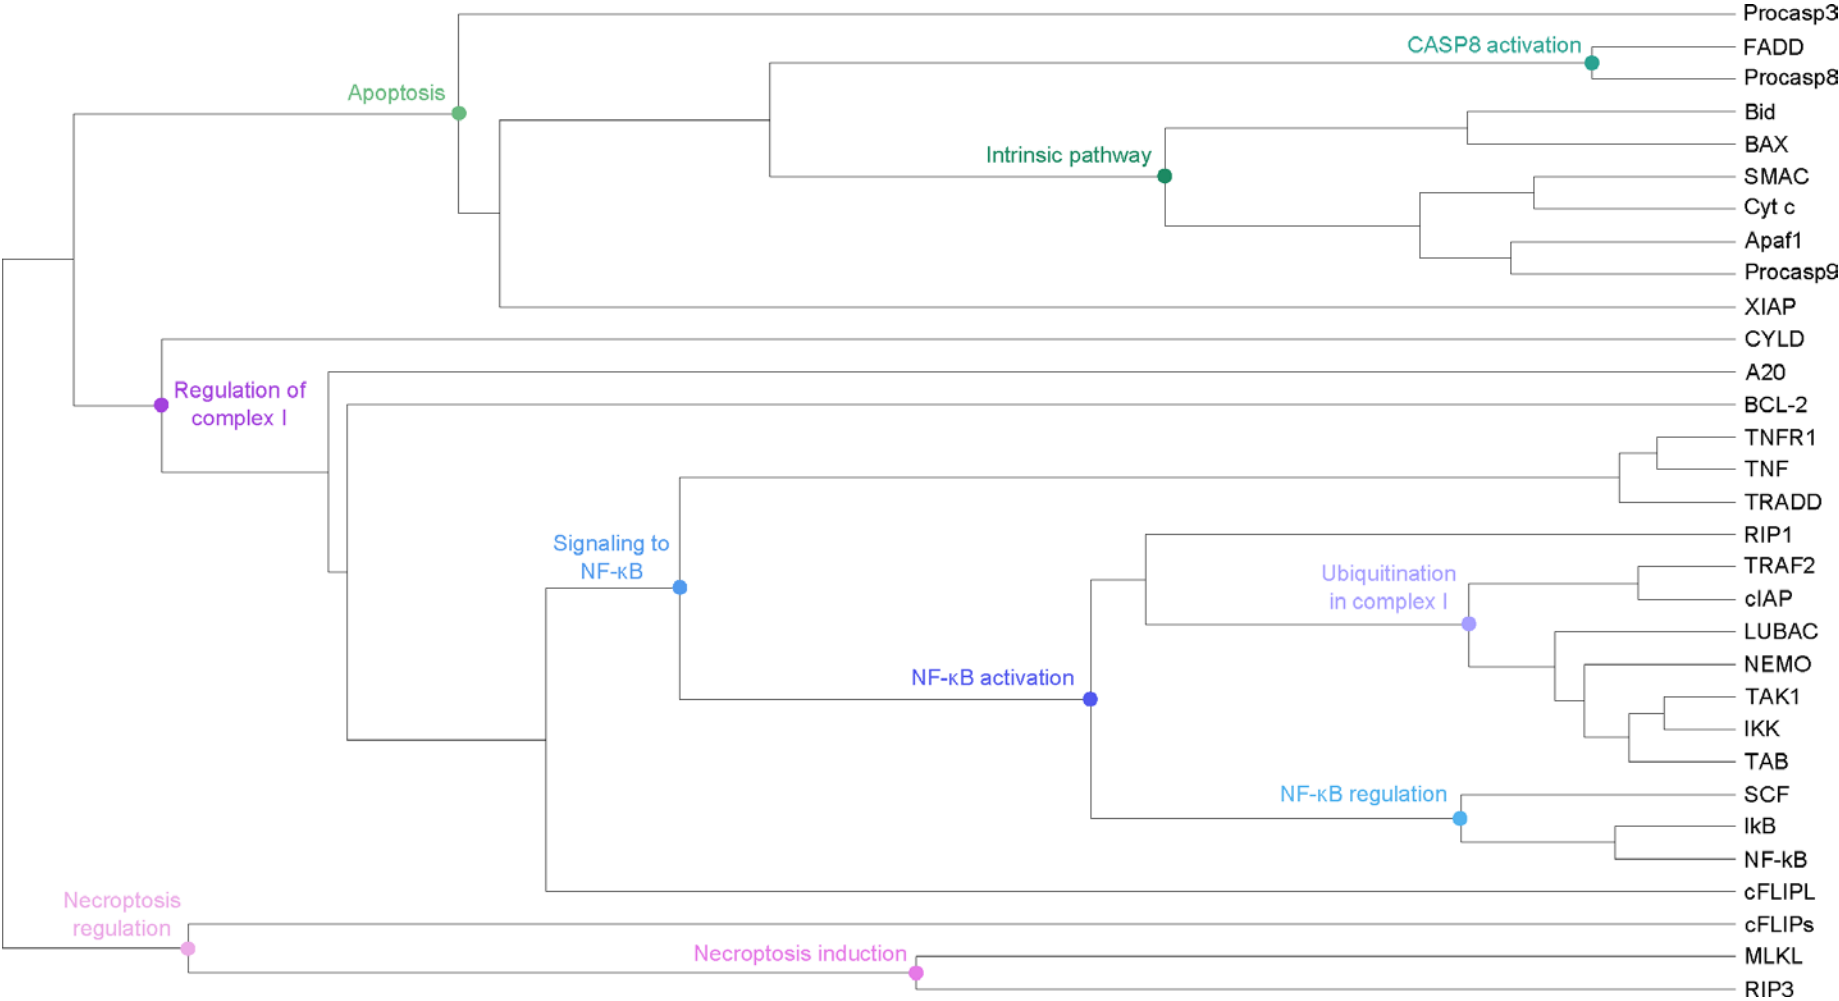 Procasp3
CASP8 activation
FADD
Procasp8
Apoptosis
Bid
BAX
Intrinsic pathway
SMAC
Cyt c
Apaf1
Procasp9
XIAP
CYLD
A20
Regulation of
complex I
BCL-2
TNFR1
TNF
TRADD
RIP1
Signaling to
NF-κB
TRAF2
Ubiquitination
in complex I
cIAP
LUBAC
NEMO
NF-κB activation
TAK1
IKK
TAB
NF-κB regulation
SCF
IkB
NF-kB
cFLIPL
Necroptosis
regulation
cFLIPs
Necroptosis induction
MLKL
RIP3